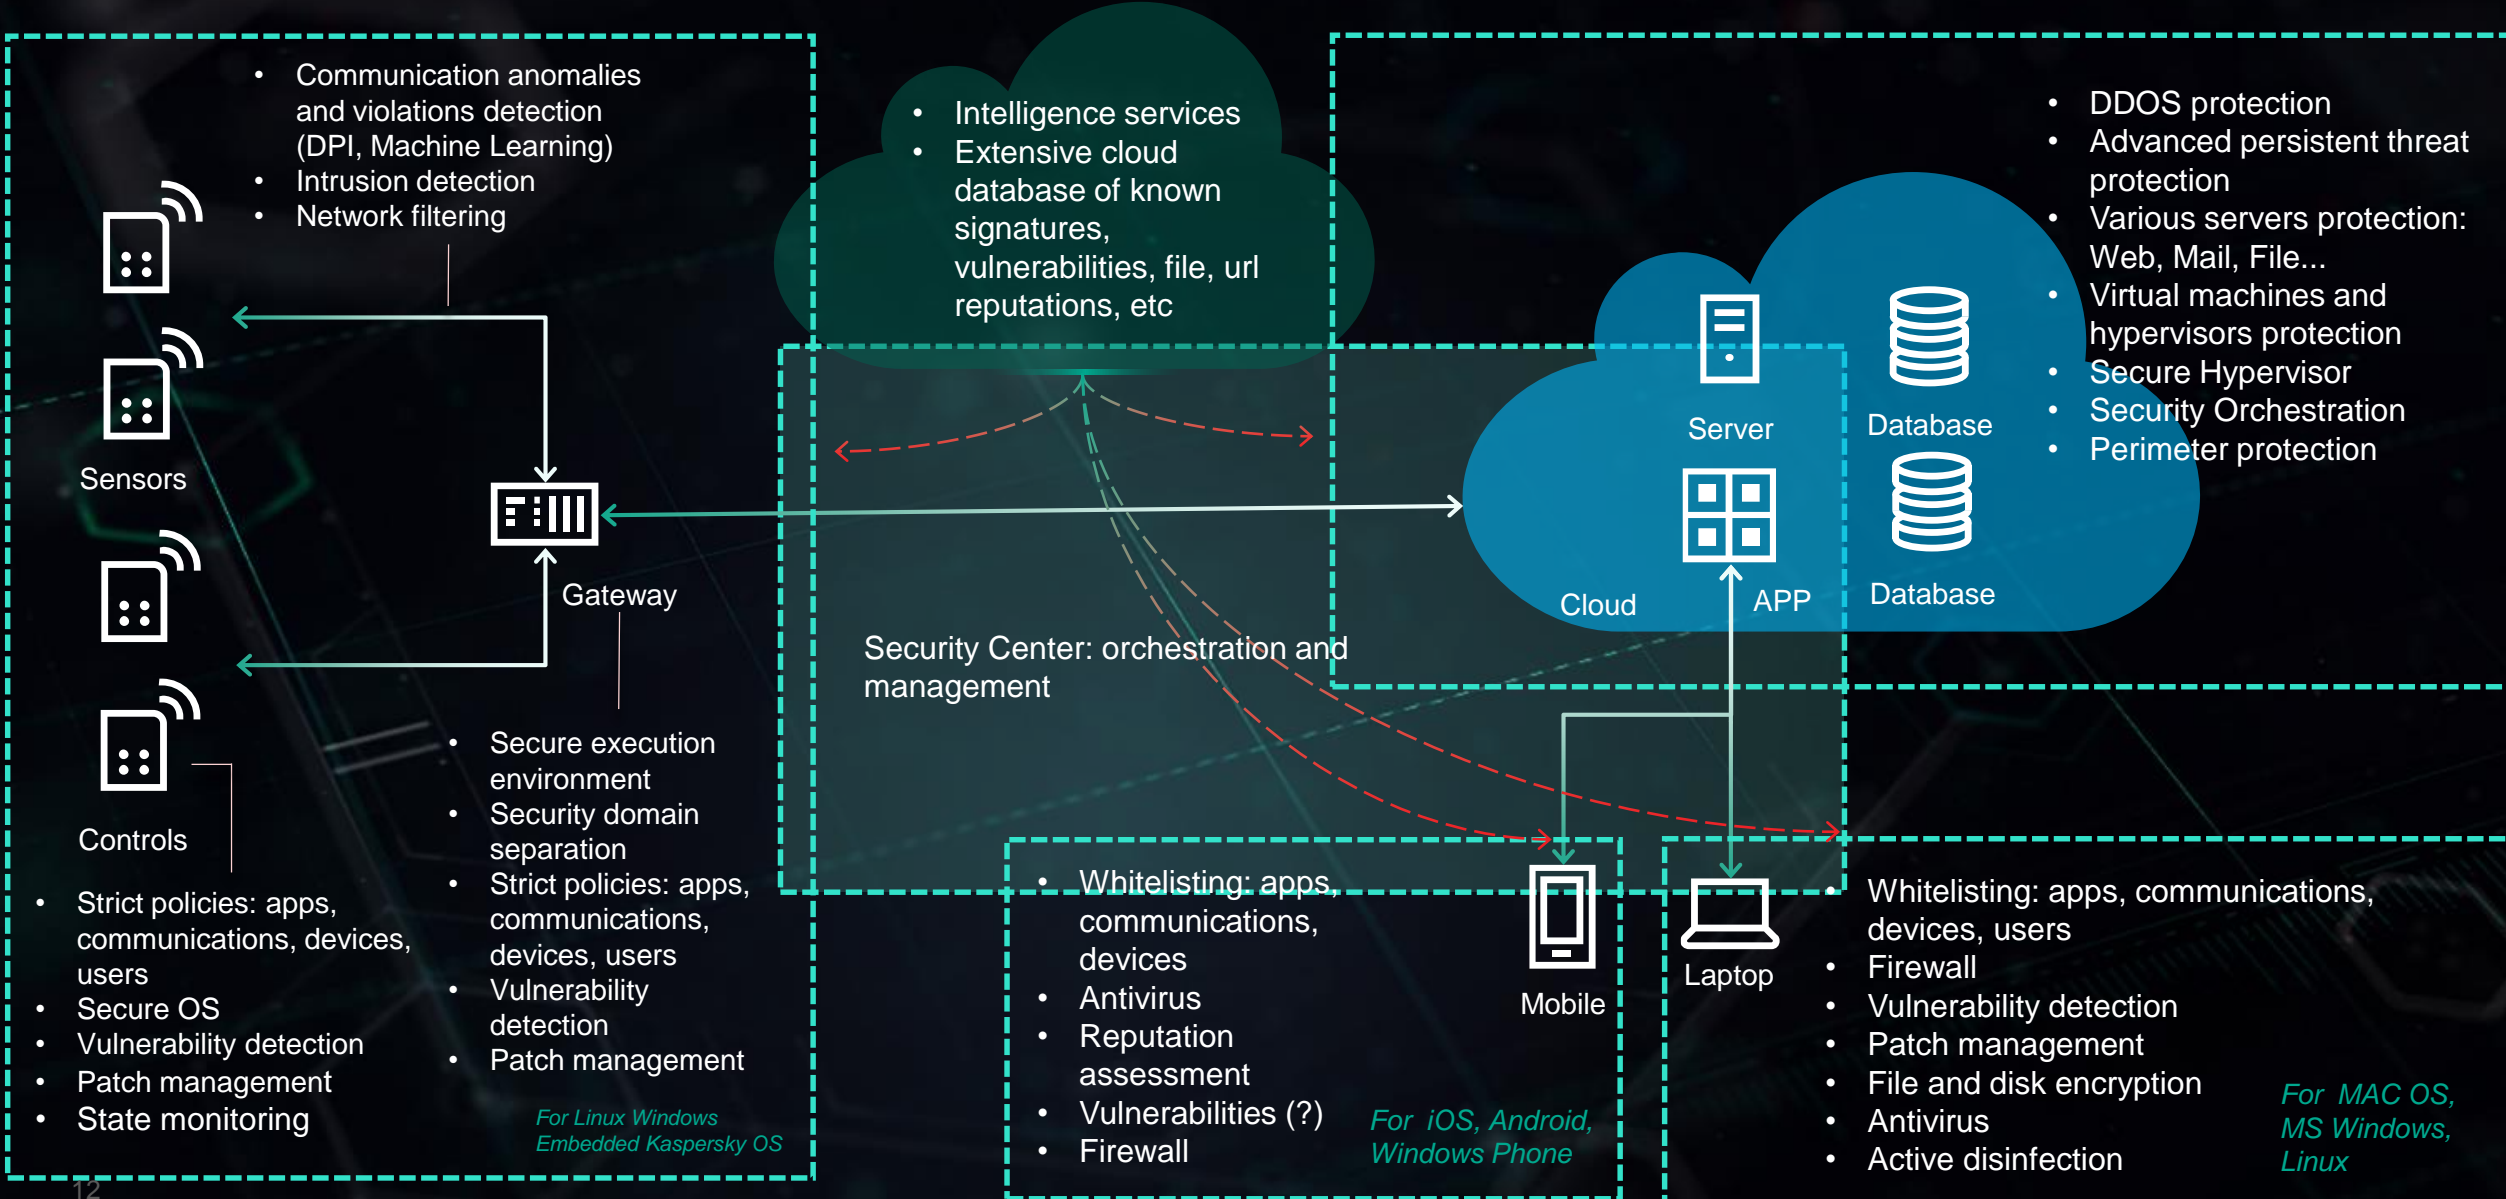 • Communication anomalies
and violations detection
(DPI, Machine Learning)
• Intrusion detection
• Network filtering
Sensors
Gateway
Controls
• Strict policies: apps,
communications, devices,
users
• Secure OS
• Vulnerability detection
• Patch management
• State monitoring
• Secure execution
environment
• Security domain
separation
• Strict policies: apps,
communications,
devices, users
• Vulnerability
detection
• Patch management
For Linux Windows
Embedded Kaspersky OS
• Intelligence services
• Extensive cloud
database of known
signatures,
vulnerabilities, file, url
reputations, etc
Security Center: orchestration and
management
Server
Database
Cloud
APP
Database
• DDOS protection
• Advanced persistent threat
protection
• Various servers protection:
Web, Mail, File...
• Virtual machines and
hypervisors protection
• Secure Hypervisor
• Security Orchestration
• Perimeter protection
• Whitelisting: apps,
communications,
devices
• Antivirus
• Reputation
assessment
• Vulnerabilities (?)
• Firewall
Mobile
For iOS, Android,
Windows Phone
Laptop
• Whitelisting: apps, communications,
devices, users
• Firewall
• Vulnerability detection
• Patch management
• File and disk encryption
• Antivirus
• Active disinfection
For MAC OS,
MS Windows,
Linux
12